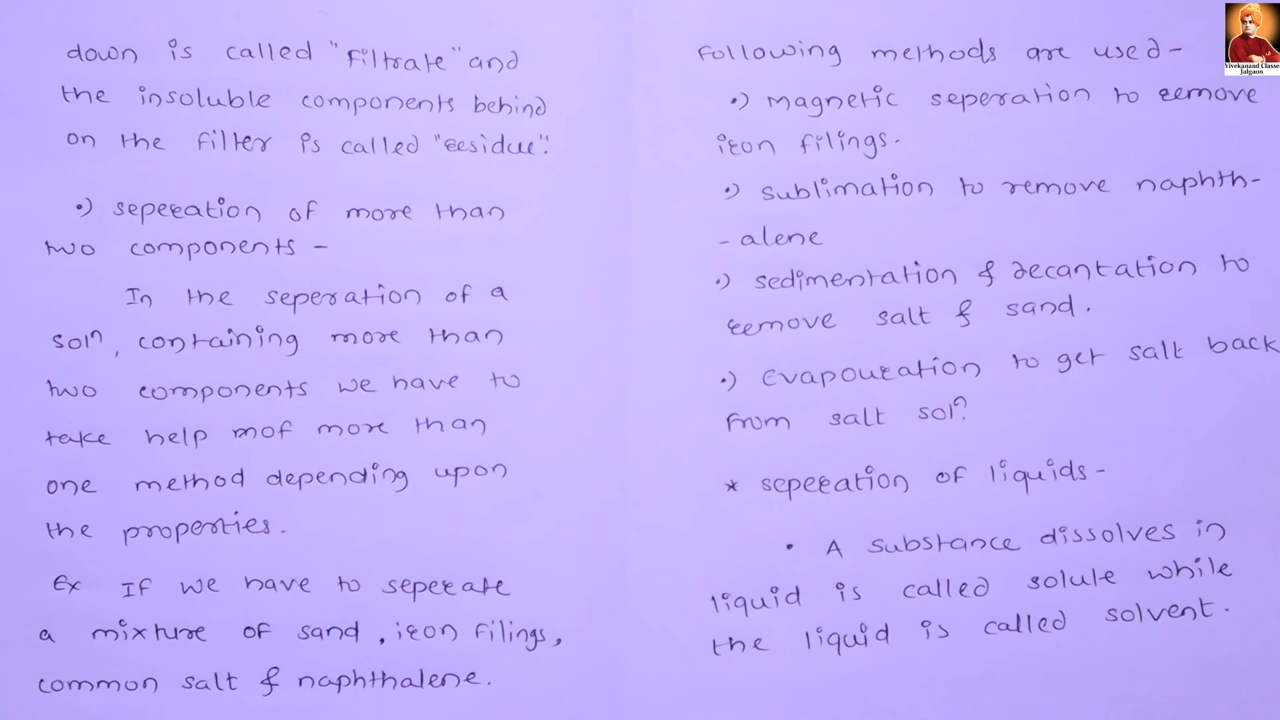 down is called "Filtrate" and
the insoluble components behind
on the filter is called "residue".
•) seperation of more than
two components -
In the seperation of a
solⁿ, containing more than
two components we have to
take help mof more than
one method depending upon
the properties.
Ex If we have to seperate
a mixture of sand, iron filings,
common salt & naphthalene.
Following methods are used-
•) magnetic seperation to remove
iron filings.
•) sublimation to remove naphth-
-alene
•) sedimentation & decantation to
remove salt & sand.
•) evapouration to get salt back
from salt solⁿ.
* seperation of liquids-
• A substance dissolves in
liquid is called solute while
the liquid is called solvent.
Vivekanand Classes
Jalgaon